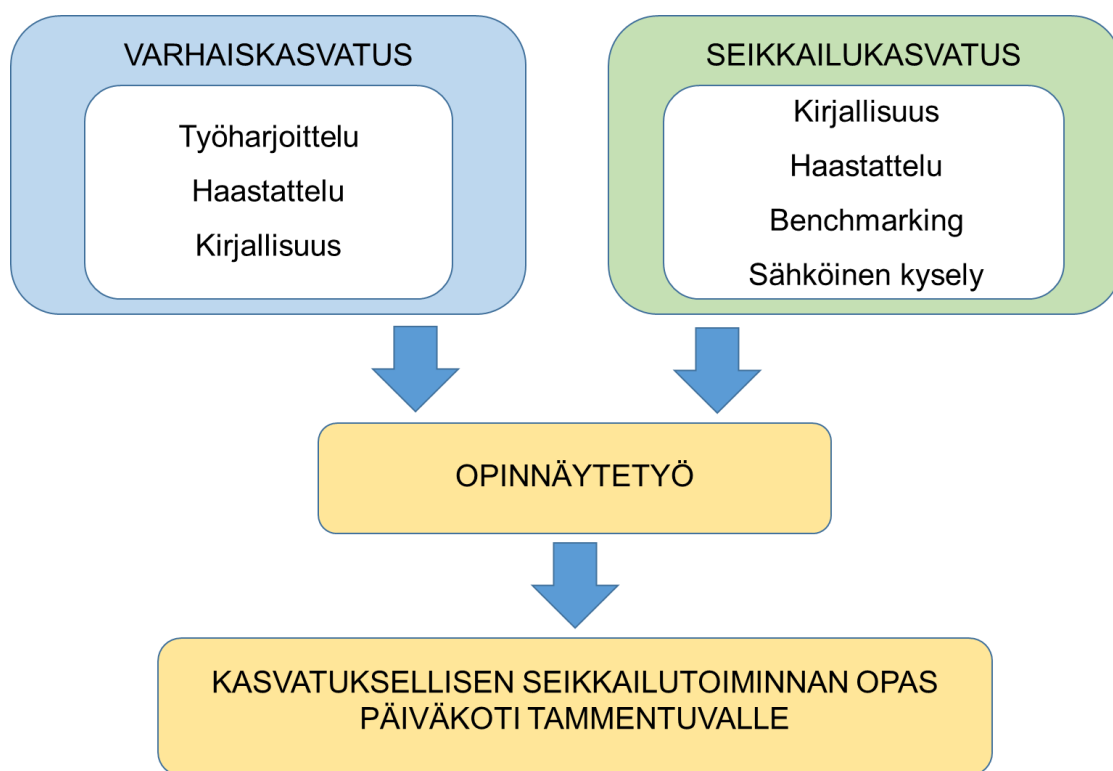 VARHAISKASVATUS
Työharjoittelu
Haastattelu
Kirjallisuus
SEIKKAILUKASVATUS
Kirjallisuus
Haastattelu
Benchmarking
Sähköinen kysely
OPINNÄYTETYÖ
KASVATUKSELLISEN SEIKKAILUTOIMINNAN OPAS
PÄIVÄKOTI TAMMENTUVALLE